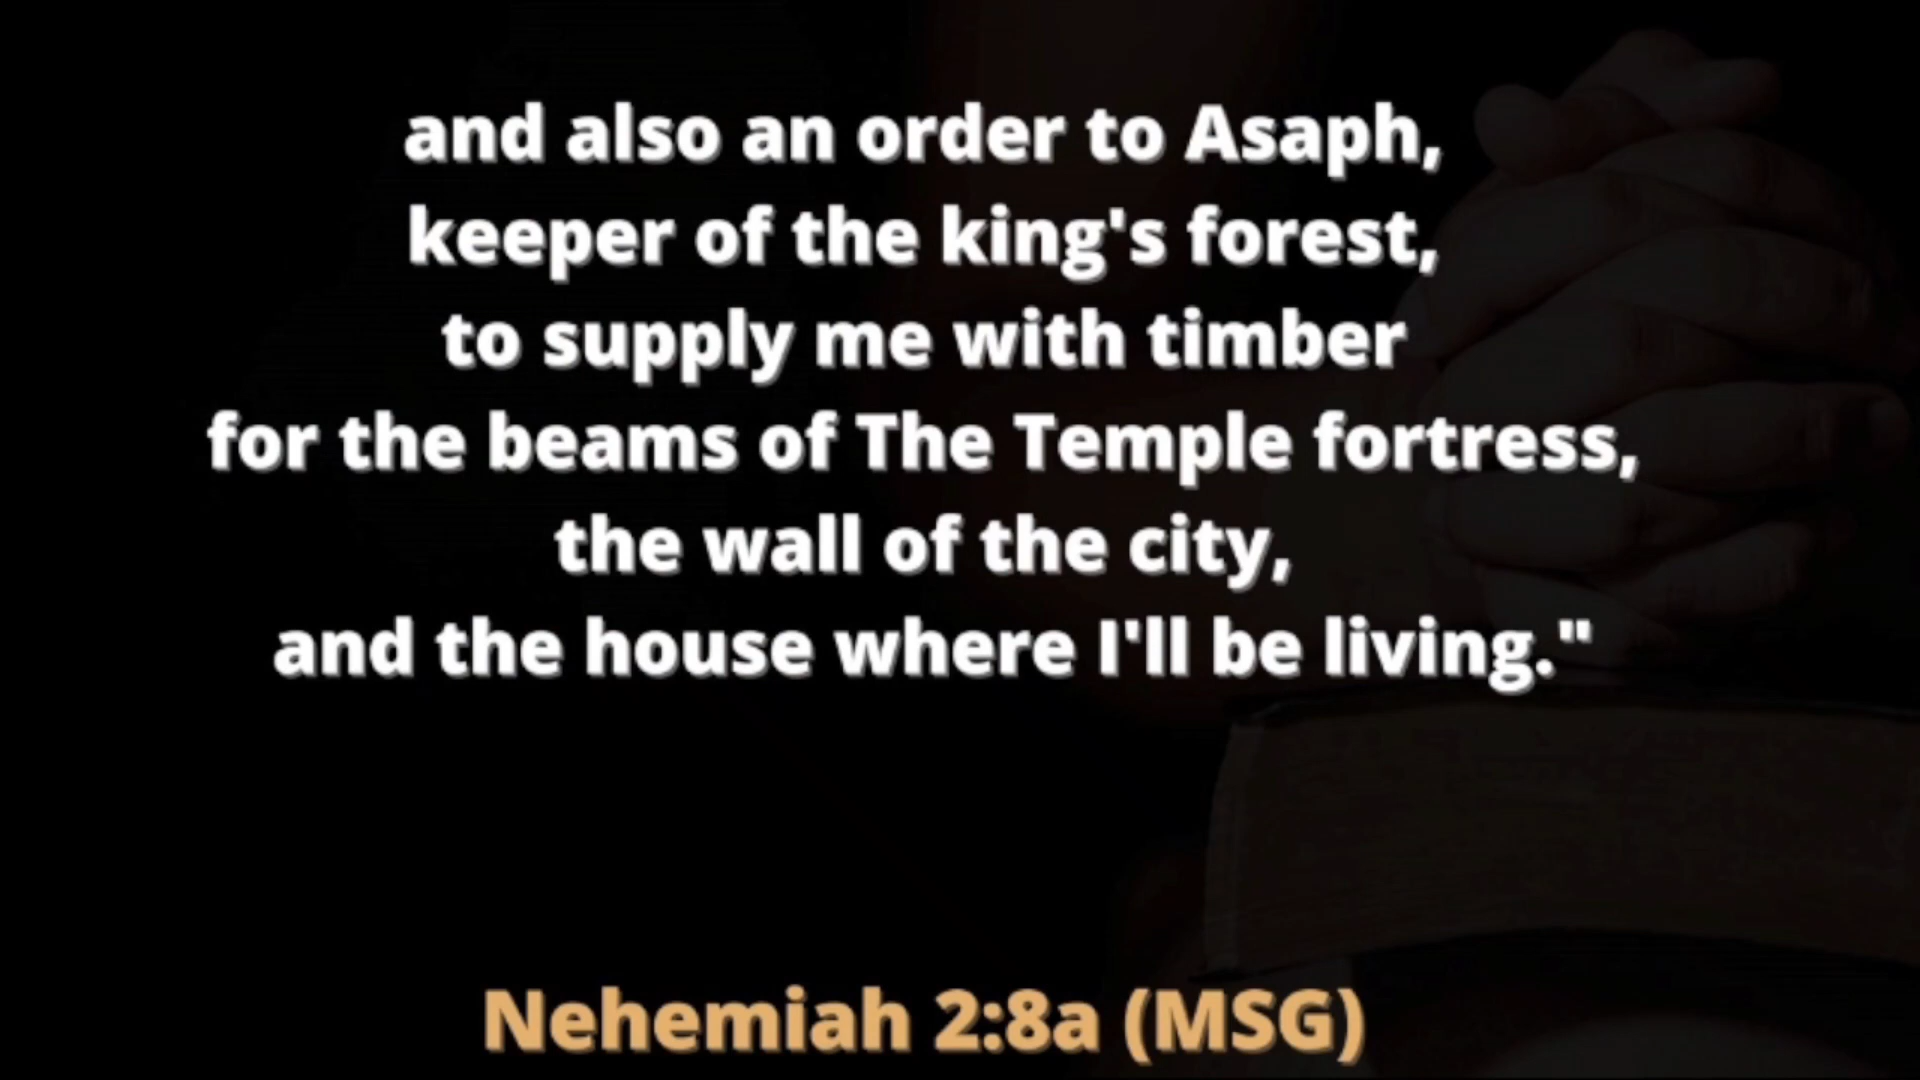 and also an order to Asaph,
keeper of the king's forest,
to supply me with timber
for the beams of The Temple fortress,
the wall of the city,
and the house where I'll be living."
Nehemiah 2:8a (MSG)